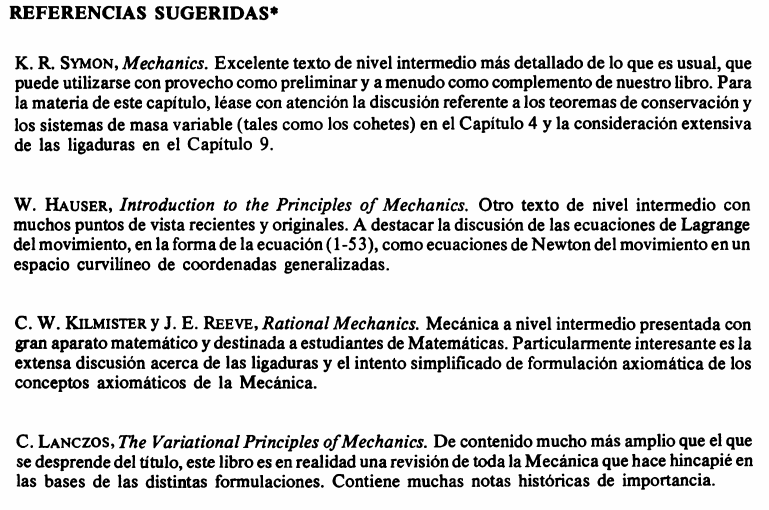 REFERENCIAS SUGERIDAS*
K. R. SYMON, Mechanics. Excelente texto de nivel intermedio más detallado de lo que es usual, que
puede utilizarse con provecho como preliminar y a menudo como complemento de nuestro libro. Para
la materia de este capítulo, léase con atención la discusión referente a los teoremas de conservación y
los sistemas de masa variable (tales como los cohetes) en el Capítulo 4 y la consideración extensiva
de las ligaduras en el Capítulo 9.
W. HAUSER, Introduction to the Principles of Mechanics. Otro texto de nivel intermedio con
muchos puntos de vista recientes y originales. A destacar la discusión de las ecuaciones de Lagrange
del movimiento, en la forma de la ecuación (1-53), como ecuaciones de Newton del movimiento en un
espacio curvilineo de coordenadas generalizadas.
C. W. KILMISTER y J. E. REEVE, Rational Mechanics. Mecánica a nivel intermedio presentada con
gran aparato matemático y destinada a estudiantes de Matemáticas. Particularmente interesante es la
extensa discusión acerca de las ligaduras y el intento simplificado de formulación axiomática de los
conceptos axiomáticos de la Mecánica.
C. LANCZOS, The Variational Principles of Mechanics. De contenido mucho más amplio que el que
se desprende del título, este libro es en realidad una revisión de toda la Mecánica que hace hincapié en
las bases de las distintas formulaciones. Contiene muchas notas históricas de importancia.